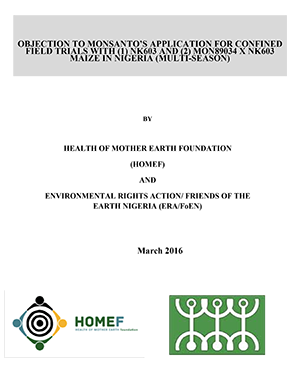 OBJECTION TO MONSANTO'S APPLICATION FOR CONFINED
FIELD TRIALS WITH (1) NK603 AND (2) MON89034 X NK603
MAIZE IN NIGERIA (MULTI-SEASON)
BY
HEALTH OF MOTHER EARTH FOUNDATION
(HOMEF)
AND
ENVIRONMENTAL RIGHTS ACTION/ FRIENDS OF THE
EARTH NIGERIA (ERA/FoEN)
March 2016
HOMEF
HEALTH OF MOTHER EARTH foundation